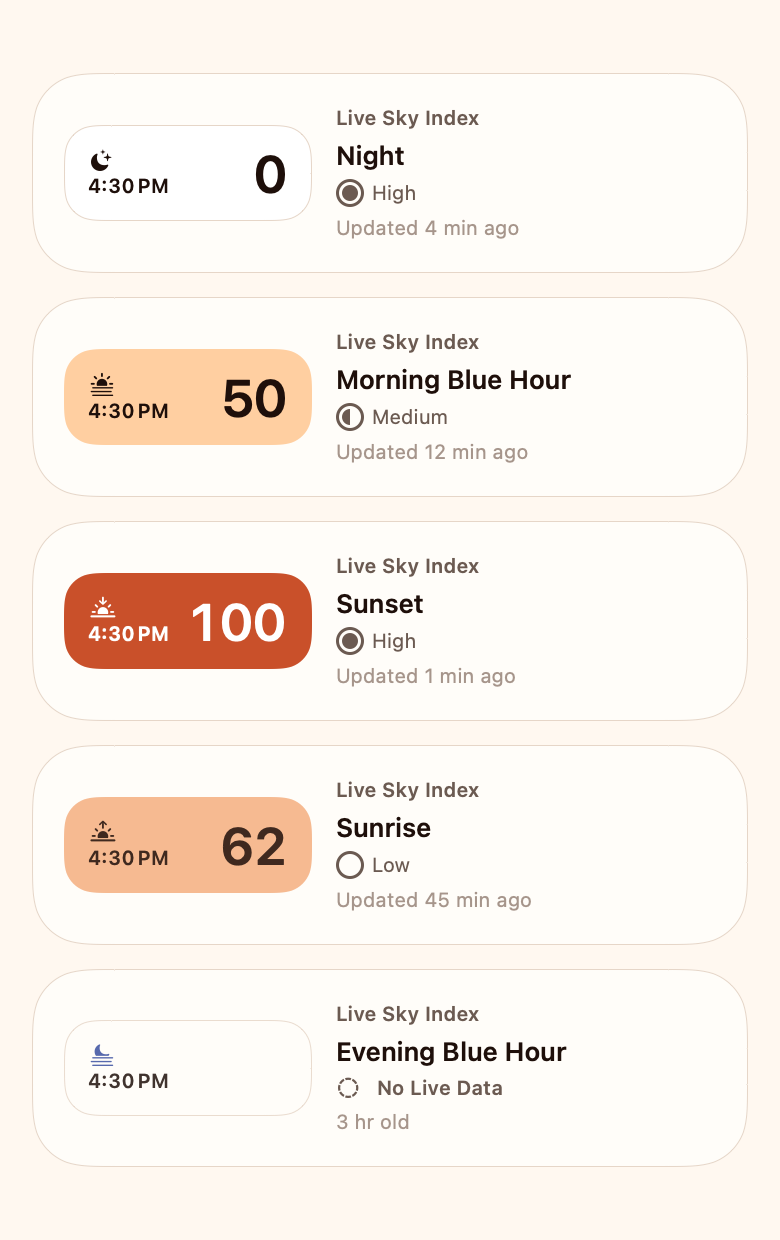 4:30 PM
0
Live Sky Index
Night
High
Updated 4 min ago
4:30 PM
50
Live Sky Index
Morning Blue Hour
Medium
Updated 12 min ago
4:30 PM
100
Live Sky Index
Sunset
High
Updated 1 min ago
4:30 PM
62
Live Sky Index
Sunrise
Low
Updated 45 min ago
4:30 PM
Live Sky Index
Evening Blue Hour
No Live Data
3 hr old